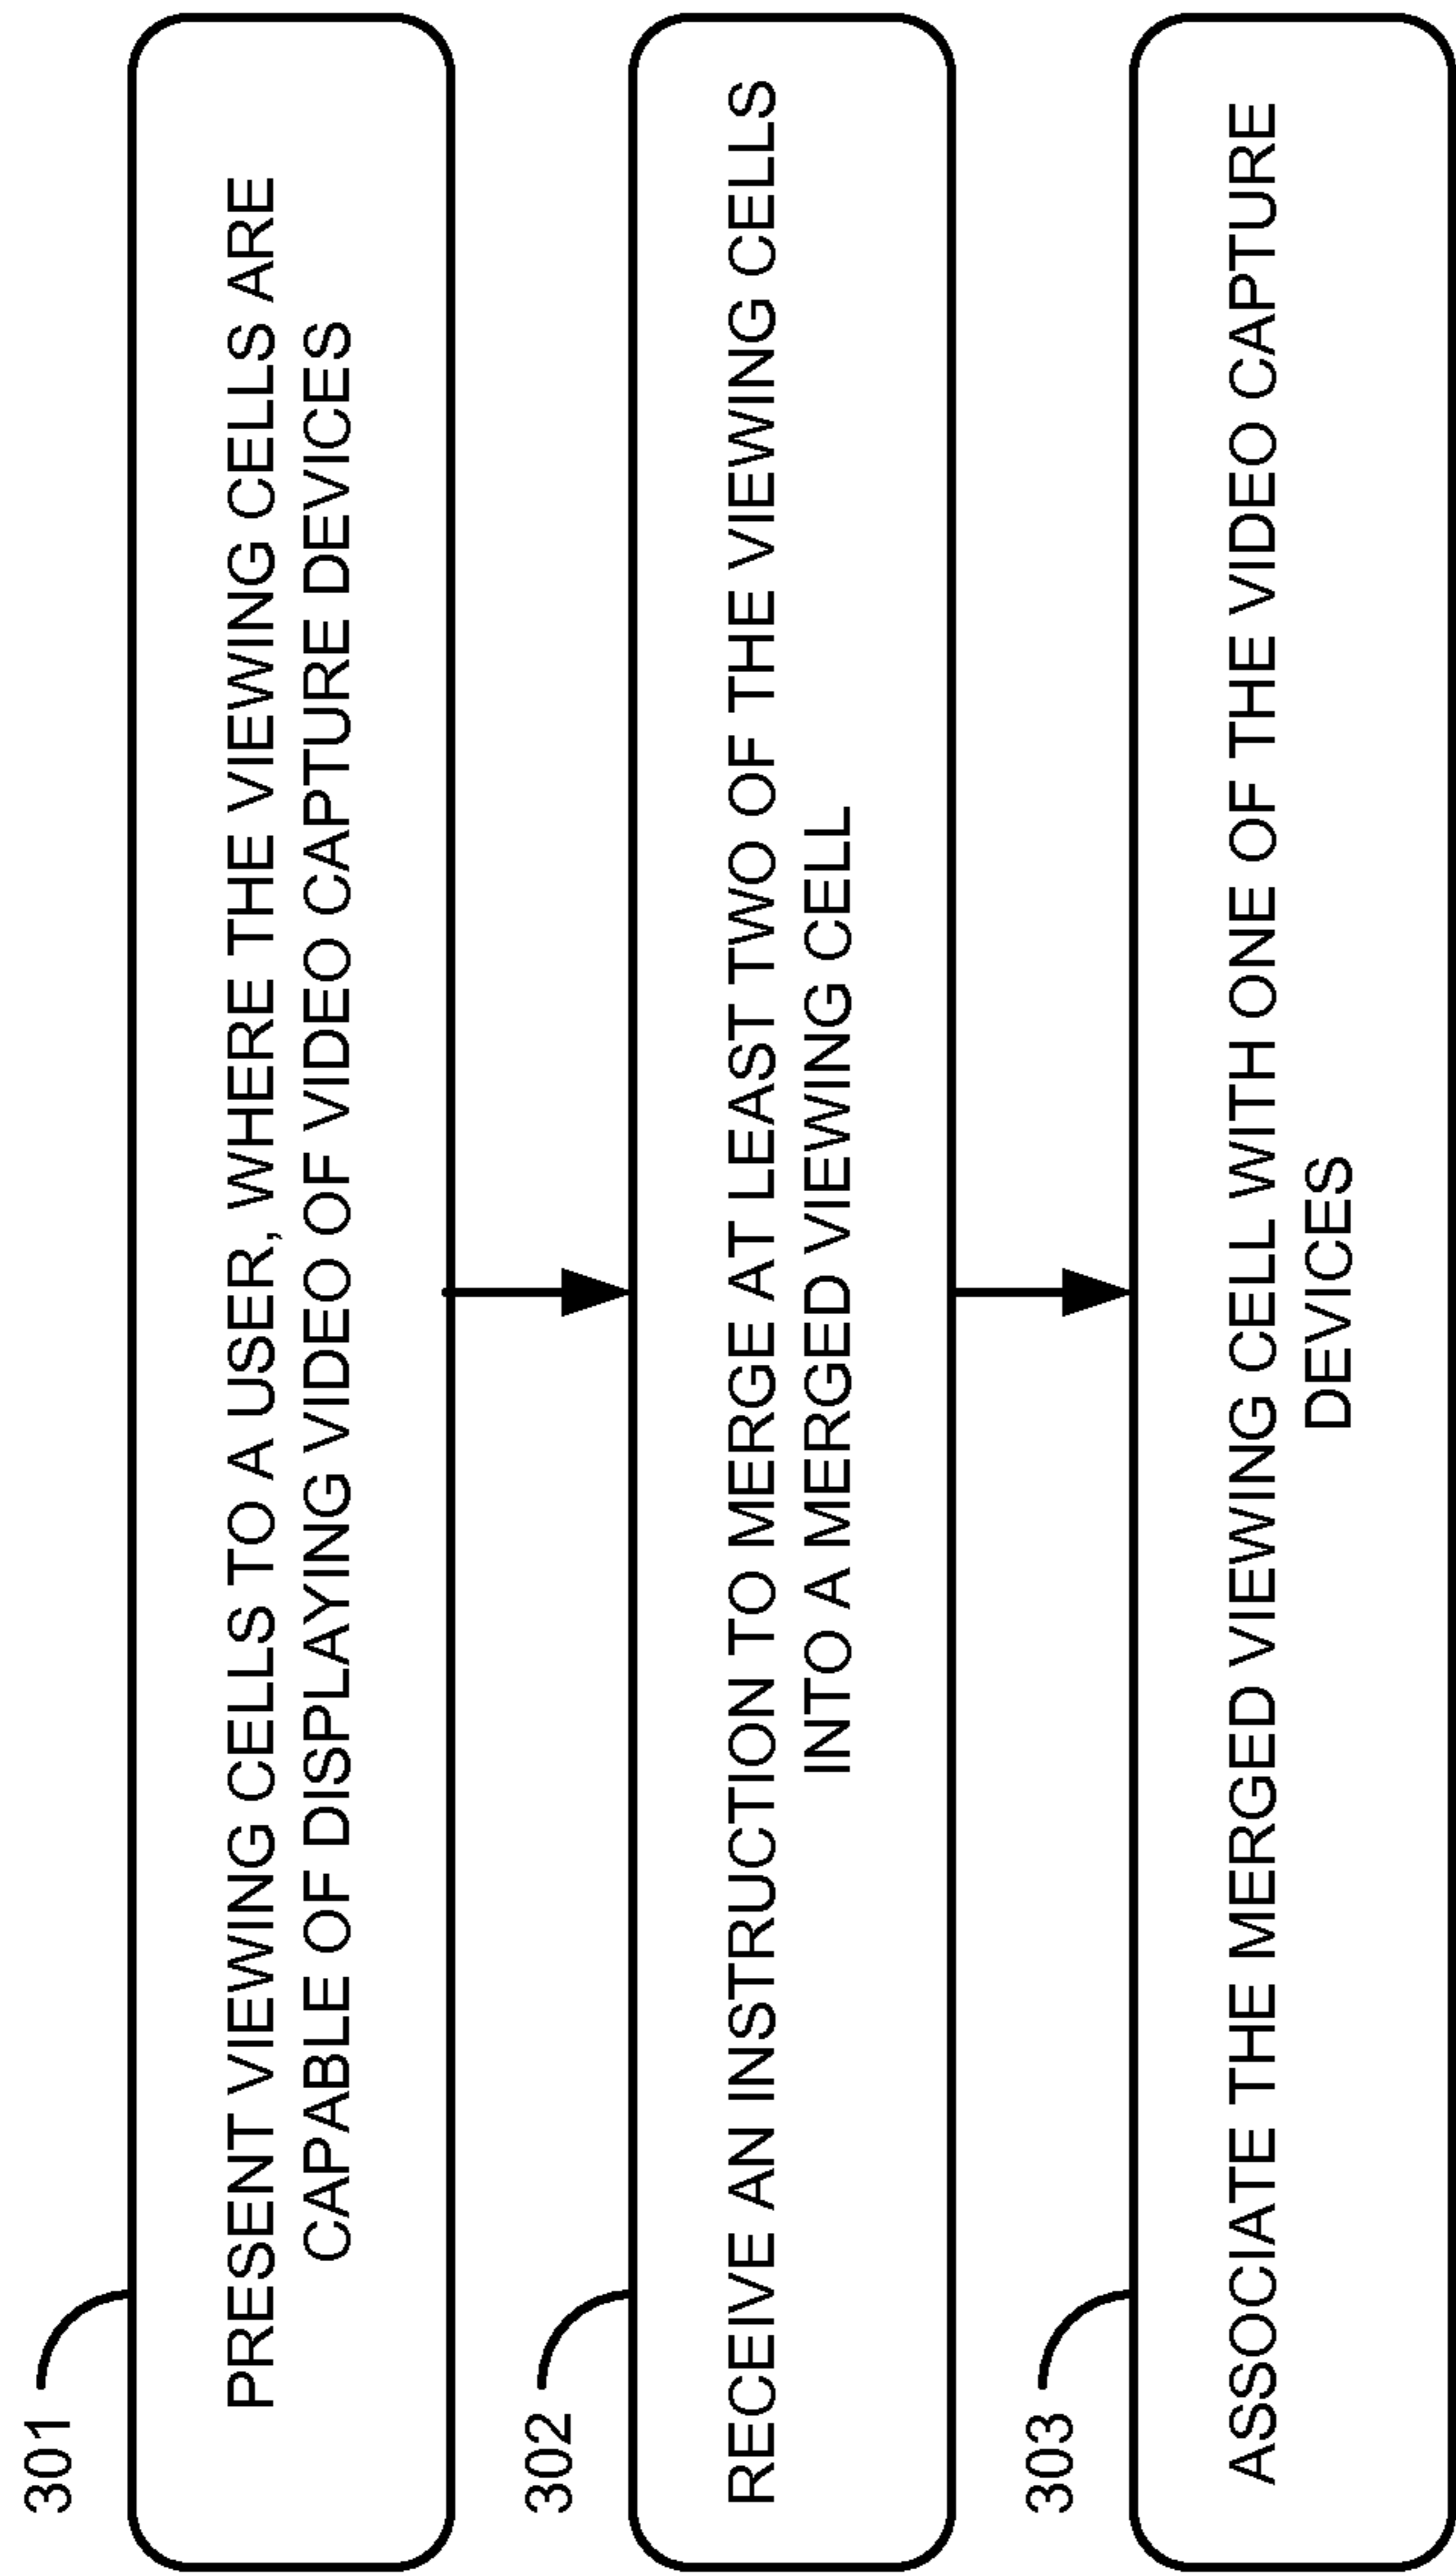 301
PRESENT VIEWING CELLS TO A USER, WHERE THE VIEWING CELLS ARE
CAPABLE OF DISPLAYING VIDEO OF VIDEO CAPTURE DEVICES
302
RECEIVE AN INSTRUCTION TO MERGE AT LEAST TWO OF THE VIEWING CELLS
INTO A MERGED VIEWING CELL
303
ASSOCIATE THE MERGED VIEWING CELL WITH ONE OF THE VIDEO CAPTURE
DEVICES